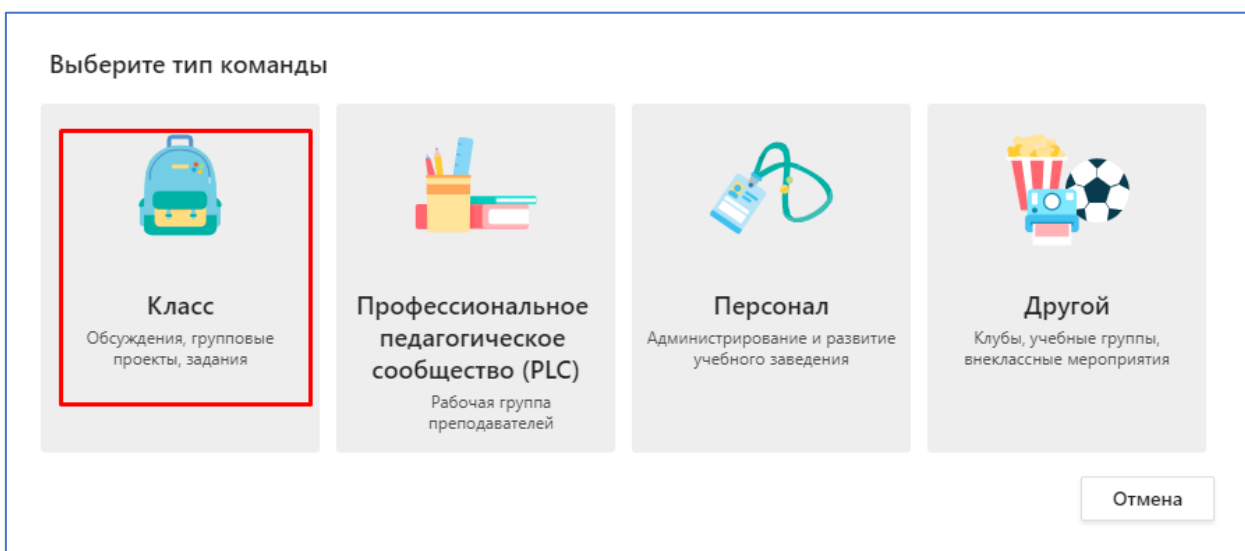 Выберите тип команды
Класс
Обсуждения, групповые
проекты, задания
Профессиональное
педагогическое
сообщество (PLC)
Рабочая группа
преподавателей
Персонал
Администрирование и развитие
учебного заведения
Другой
Клубы, учебные группы,
внеклассные мероприятия
Отмена